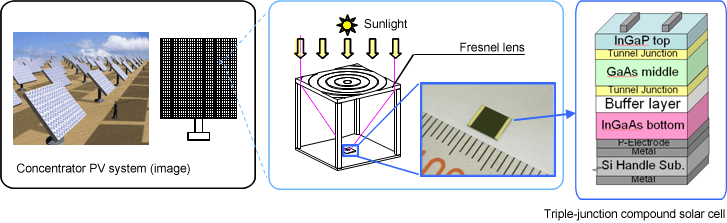 Concentrator PV system (image)
Sunlight
Fresnel lens
InGaP top
Tunnel Junction
GaAs middle
Tunnel Junction
Buffer layer
InGaAs bottom
P-Electrode
Metal
Si Handle Sub.
Metal
Triple-junction compound solar cell